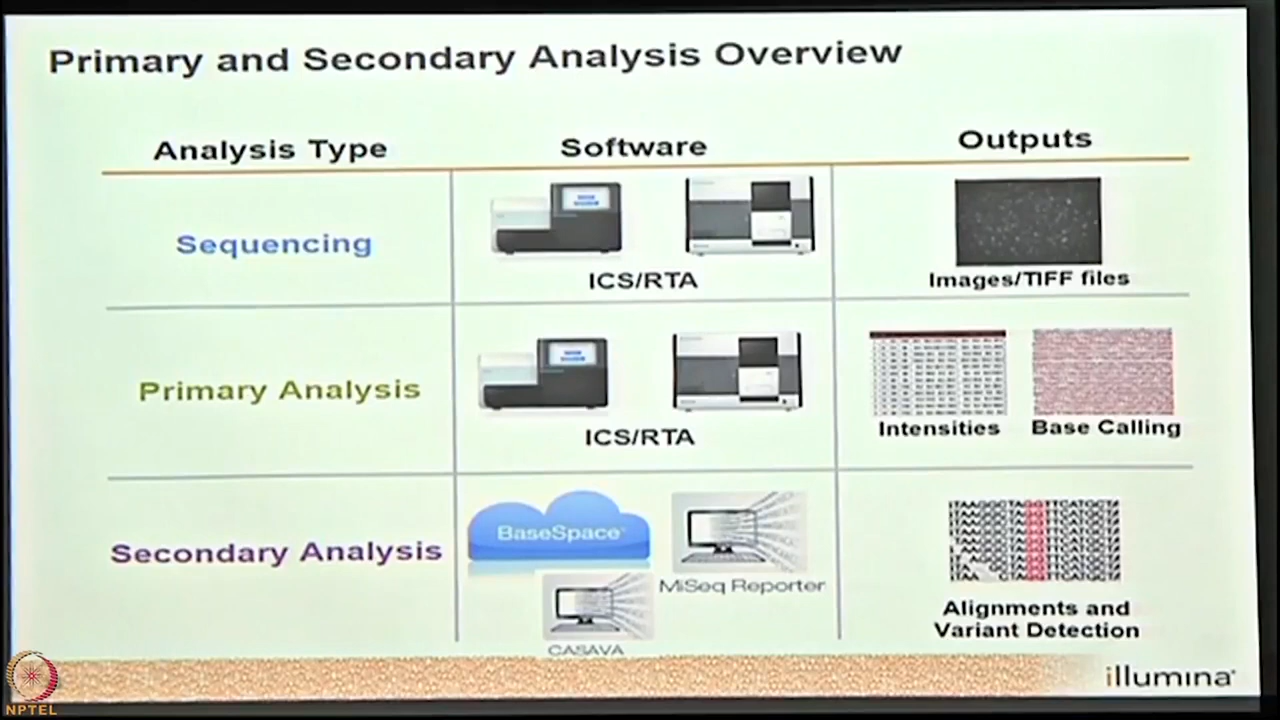 Primary and Secondary Analysis Overview
Analysis Type Software Outputs
Sequencing
ICS/RTA
Images/TIFF files
Primary Analysis
ICS/RTA
Intensities Base Calling
Secondary Analysis
BaseSpace
MiSeq Reporter
CASAVA
Alignments and
Variant Detection
illumina
NPTEL